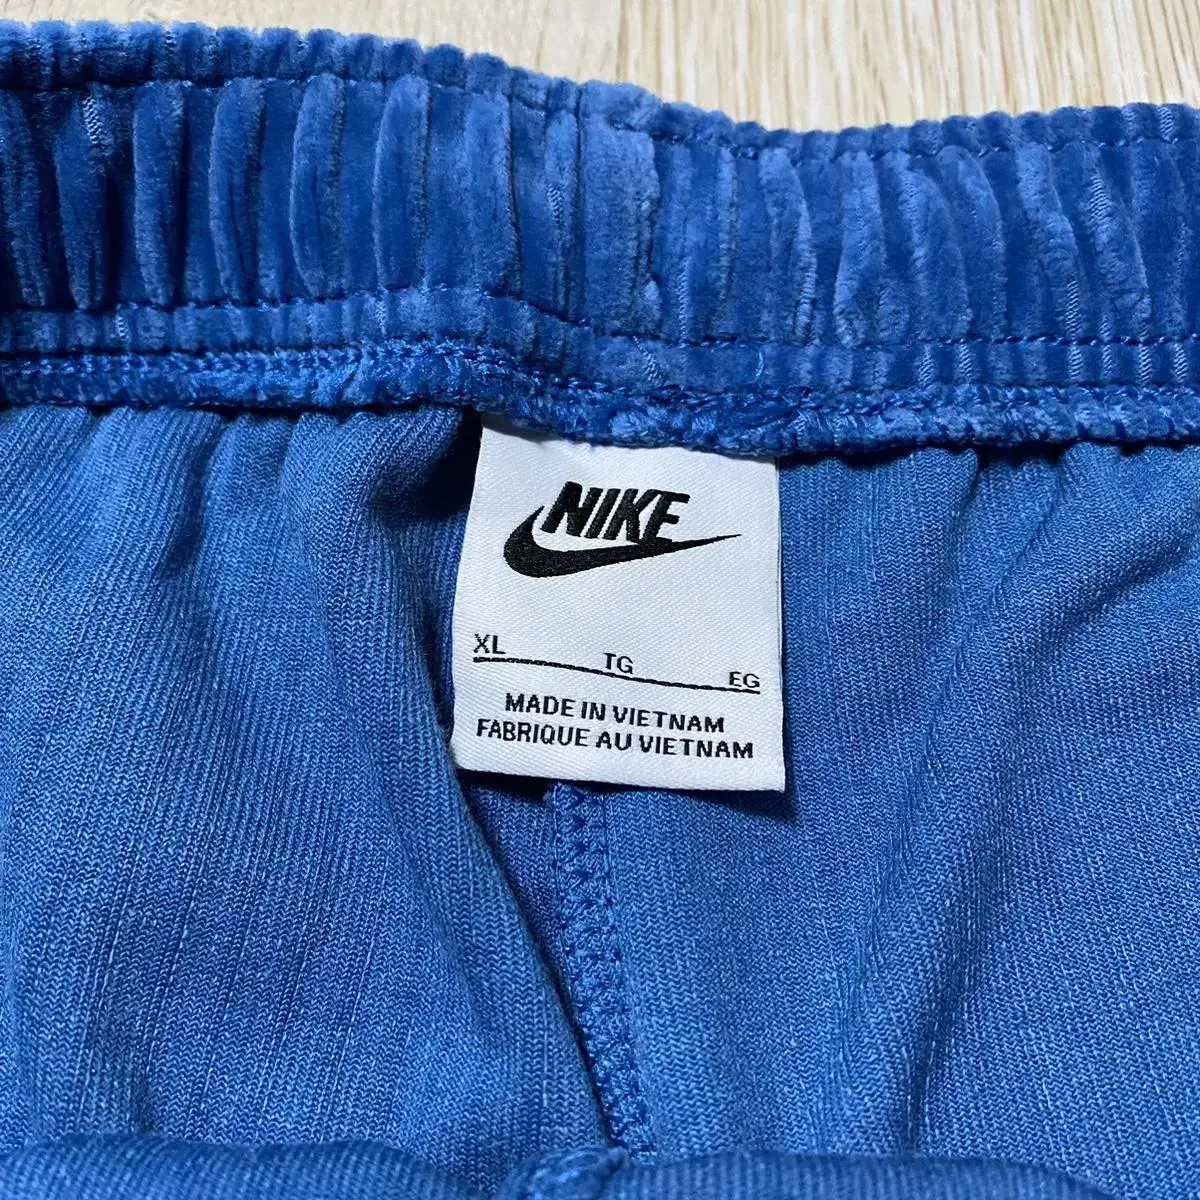 NIKE
XL TG EG
MADE IN VIETNAM
FABRIQUE AU VIETNAM